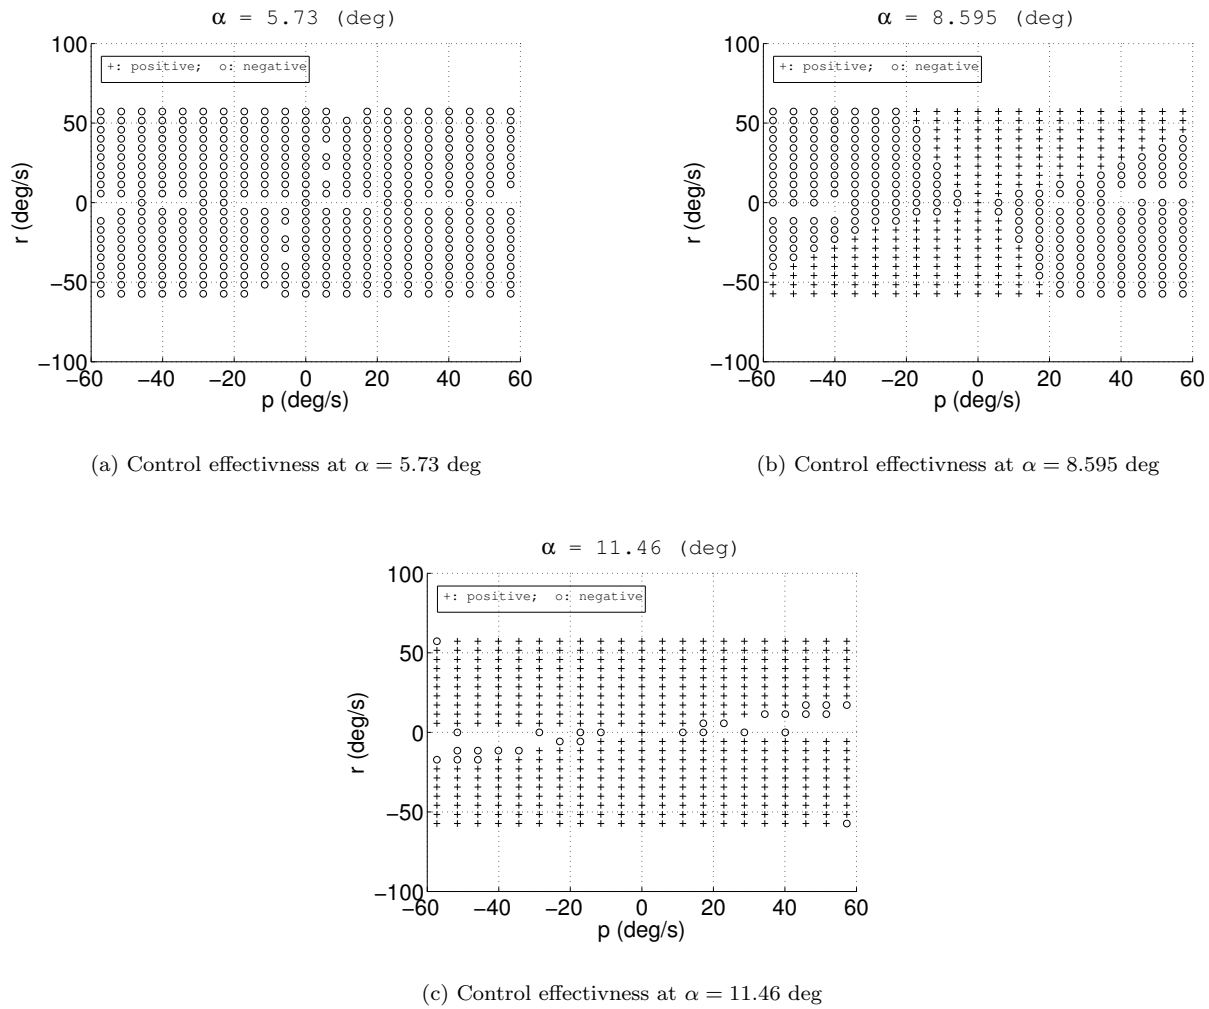 α = 5.73 (deg)
100
50
0
−50
−100
+: positive; o: negative
r (deg/s)
−60 −40 −20 0 20 40 60
p (deg/s)
(a) Control effectivness at α = 5.73 deg
α = 8.595 (deg)
100
50
0
−50
−100
+: positive; o: negative
r (deg/s)
−60 −40 −20 0 20 40 60
p (deg/s)
(b) Control effectivness at α = 8.595 deg
α = 11.46 (deg)
100
50
0
−50
−100
+: positive; o: negative
r (deg/s)
−60 −40 −20 0 20 40 60
p (deg/s)
(c) Control effectivness at α = 11.46 deg